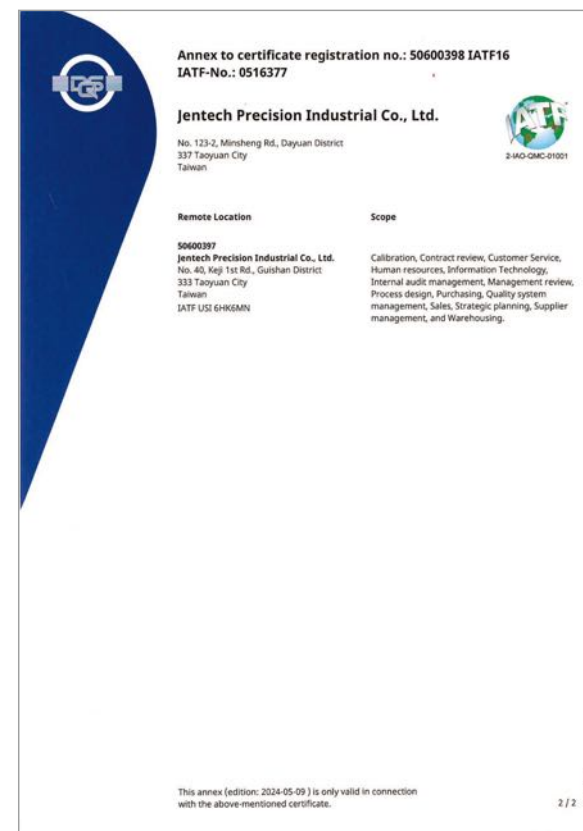 DQS
Annex to certificate registration no.: 50600398 IATF16
IATF-No.: 0516377
Jentech Precision Industrial Co., Ltd.
No. 123-2, Minsheng Rd., Dayuan District
337 Taoyuan City
Taiwan
IATF
2-IAO-QMC-01001
Remote Location
Scope
50600397
Jentech Precision Industrial Co., Ltd.
No. 40, Keji 1st Rd., Guishan District
333 Taoyuan City
Taiwan
IATF USI 6HK6MN
Calibration, Contract review, Customer Service,
Human resources, Information Technology,
Internal audit management, Management review,
Process design, Purchasing, Quality system
management, Sales, Strategic planning, Supplier
management, and Warehousing.
This annex (edition: 2024-05-09 ) is only valid in connection
with the above-mentioned certificate.
2 / 2